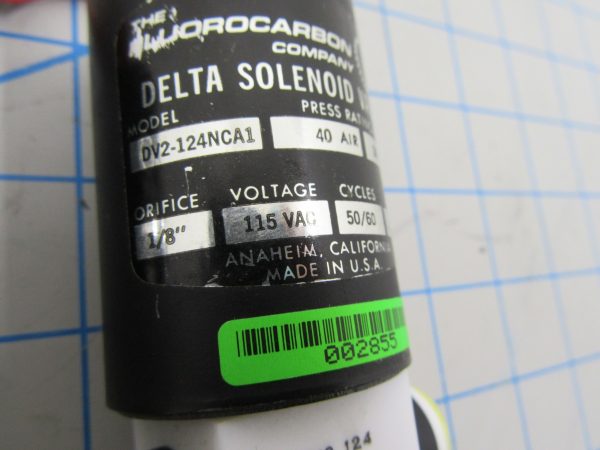 THE
FLUOROCARBON
COMPANY
DELTA SOLENOID
MODEL
PRESS
DV2-124NCA1
40 AIR
ORIFICE
VOLTAGE
CYCLES
1/8"
115 VAC
50/60
ANAHEIM, CALIFORNIA
MADE IN U.S.A.
002855
124